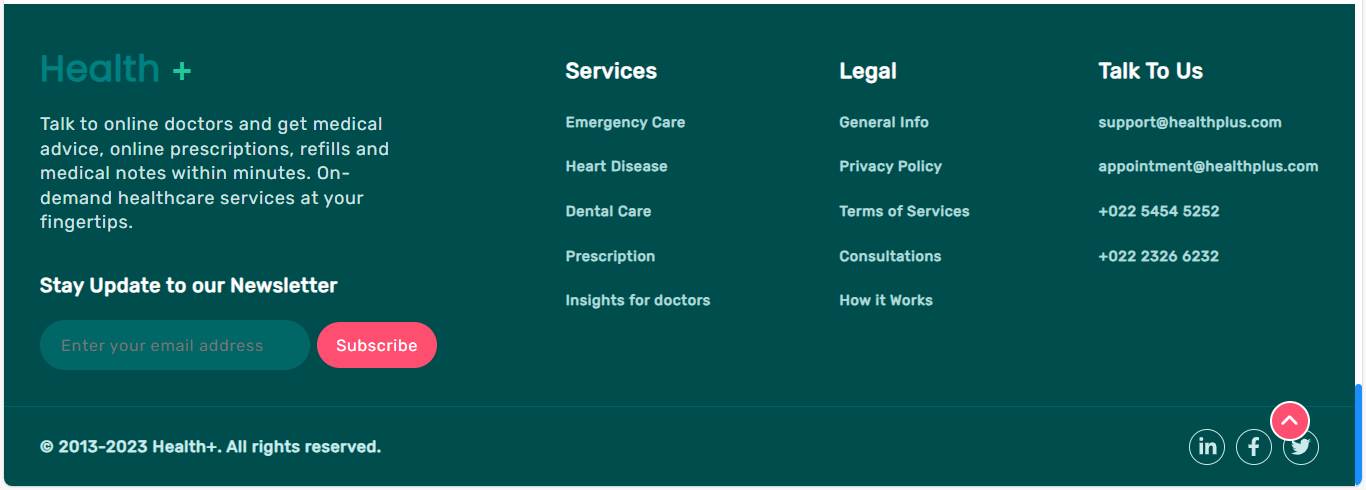 Health +
Talk to online doctors and get medical
advice, online prescriptions, refills and
medical notes within minutes. On-
demand healthcare services at your
fingertips.
Stay Update to our Newsletter
Enter your email address
Subscribe
Services
Emergency Care
Heart Disease
Dental Care
Prescription
Insights for doctors
Legal
General Info
Privacy Policy
Terms of Services
Consultations
How it Works
Talk To Us
support@healthplus.com
appointment@healthplus.com
+022 5454 5252
+022 2326 6232
© 2013-2023 Health+. All rights reserved.
in
f